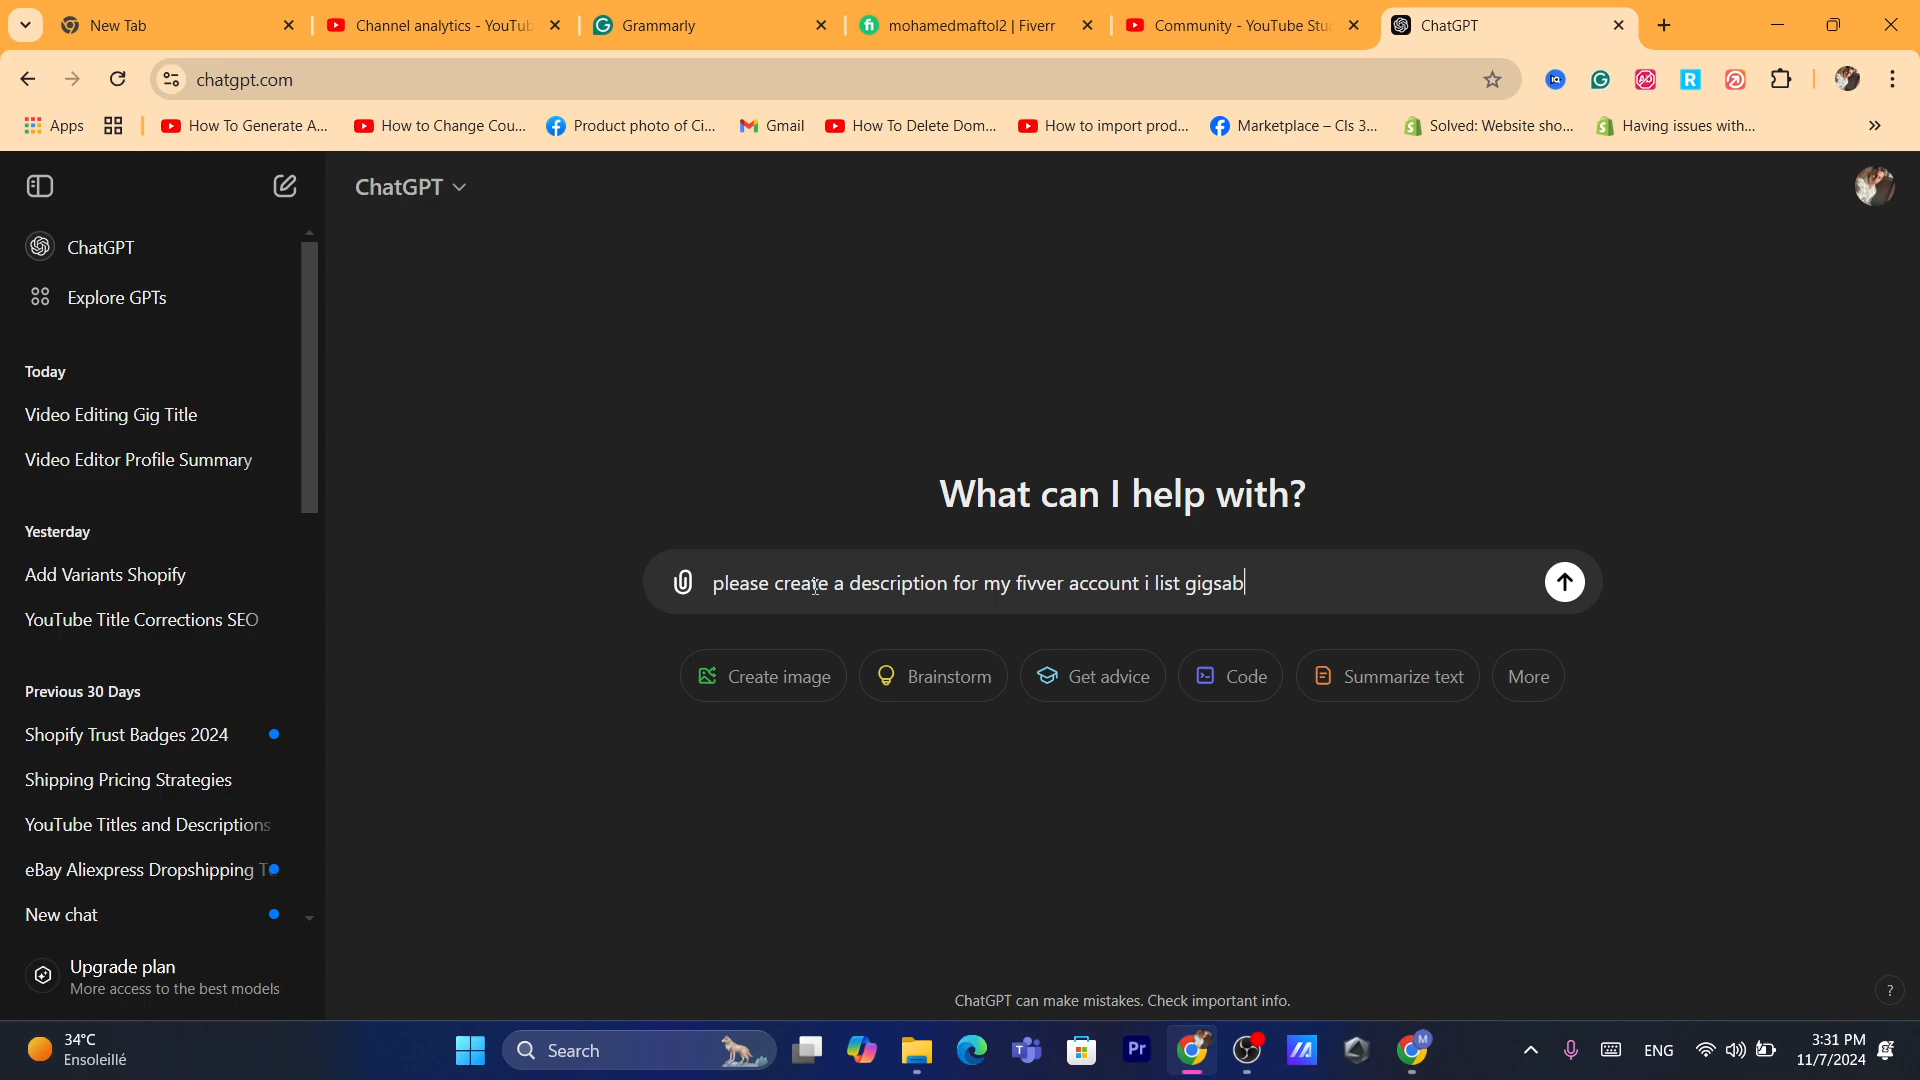 New Tab
Channel analytics - YouTub
Grammarly
mohamedmaftol2 | Fiverr
Community - YouTube Stu
ChatGPT
chatgpt.com
Apps
How To Generate A...
How to Change Cou...
Product photo of Ci...
Gmail
How To Delete Dom...
How to import prod...
Marketplace – Cls 3...
Solved: Website sho...
Having issues with...
ChatGPT
ChatGPT
Explore GPTs
Today
Video Editing Gig Title
Video Editor Profile Summary
Yesterday
Add Variants Shopify
YouTube Title Corrections SEO
Previous 30 Days
Shopify Trust Badges 2024
Shipping Pricing Strategies
YouTube Titles and Descriptions
eBay Aliexpress Dropshipping T
New chat
Upgrade plan
More access to the best models
What can I help with?
please create a description for my fivver account i list gigsab
Create image
Brainstorm
Get advice
Code
Summarize text
More
ChatGPT can make mistakes. Check important info.
?
34°C
Ensoleillé
Search
Pr
M
ENG
3:31 PM
11/7/2024